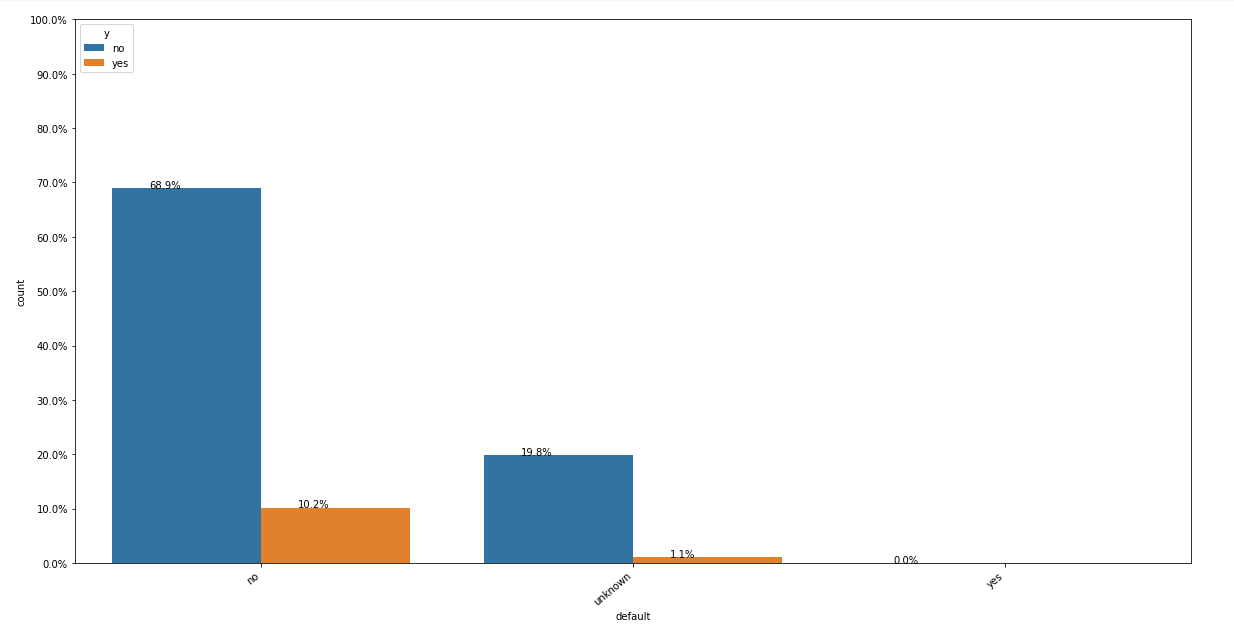 100.0%
90.0%
80.0%
70.0%
60.0%
50.0%
40.0%
30.0%
20.0%
10.0%
0.0%
count
y
no
yes
68.9%
10.2%
19.8%
1.1%
0.0%
no
unknown
yes
default